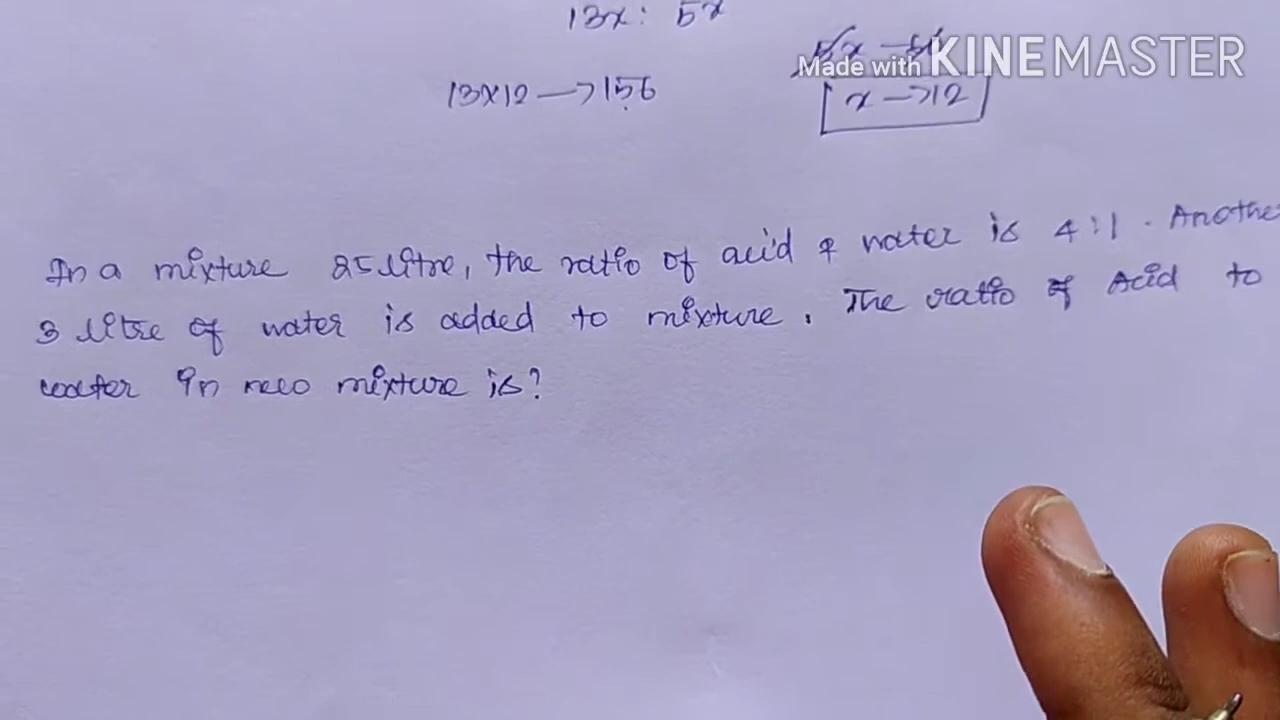 13x : 5x
Made with KINEMASTER
13x12 → 156
x → 12
In a mixture 25 litre, the ratio of acid & water is 4:1. Anothe
3 litre of water is added to mixture. The ratio of Acid to
water in new mixture is?